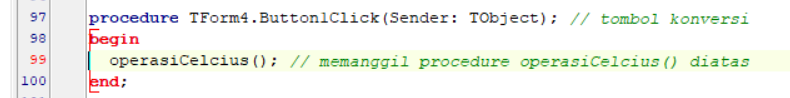 97 procedure TForm4.Button1Click(Sender: TObject); // tombol konversi
98 begin
99 operasiCelcius(); // memanggil procedure operasiCelcius() diatas
100 end;